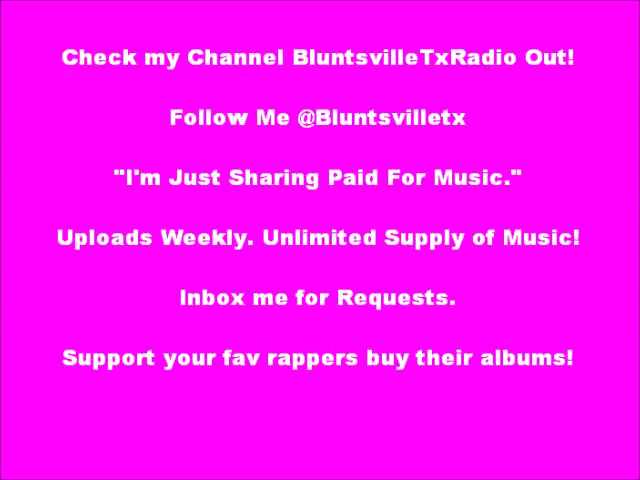 Check my Channel BluntsvilleTxRadio Out!
Follow Me @Bluntsvilletx
"I'm Just Sharing Paid For Music."
Uploads Weekly. Unlimited Supply of Music!
Inbox me for Requests.
Support your fav rappers buy their albums!